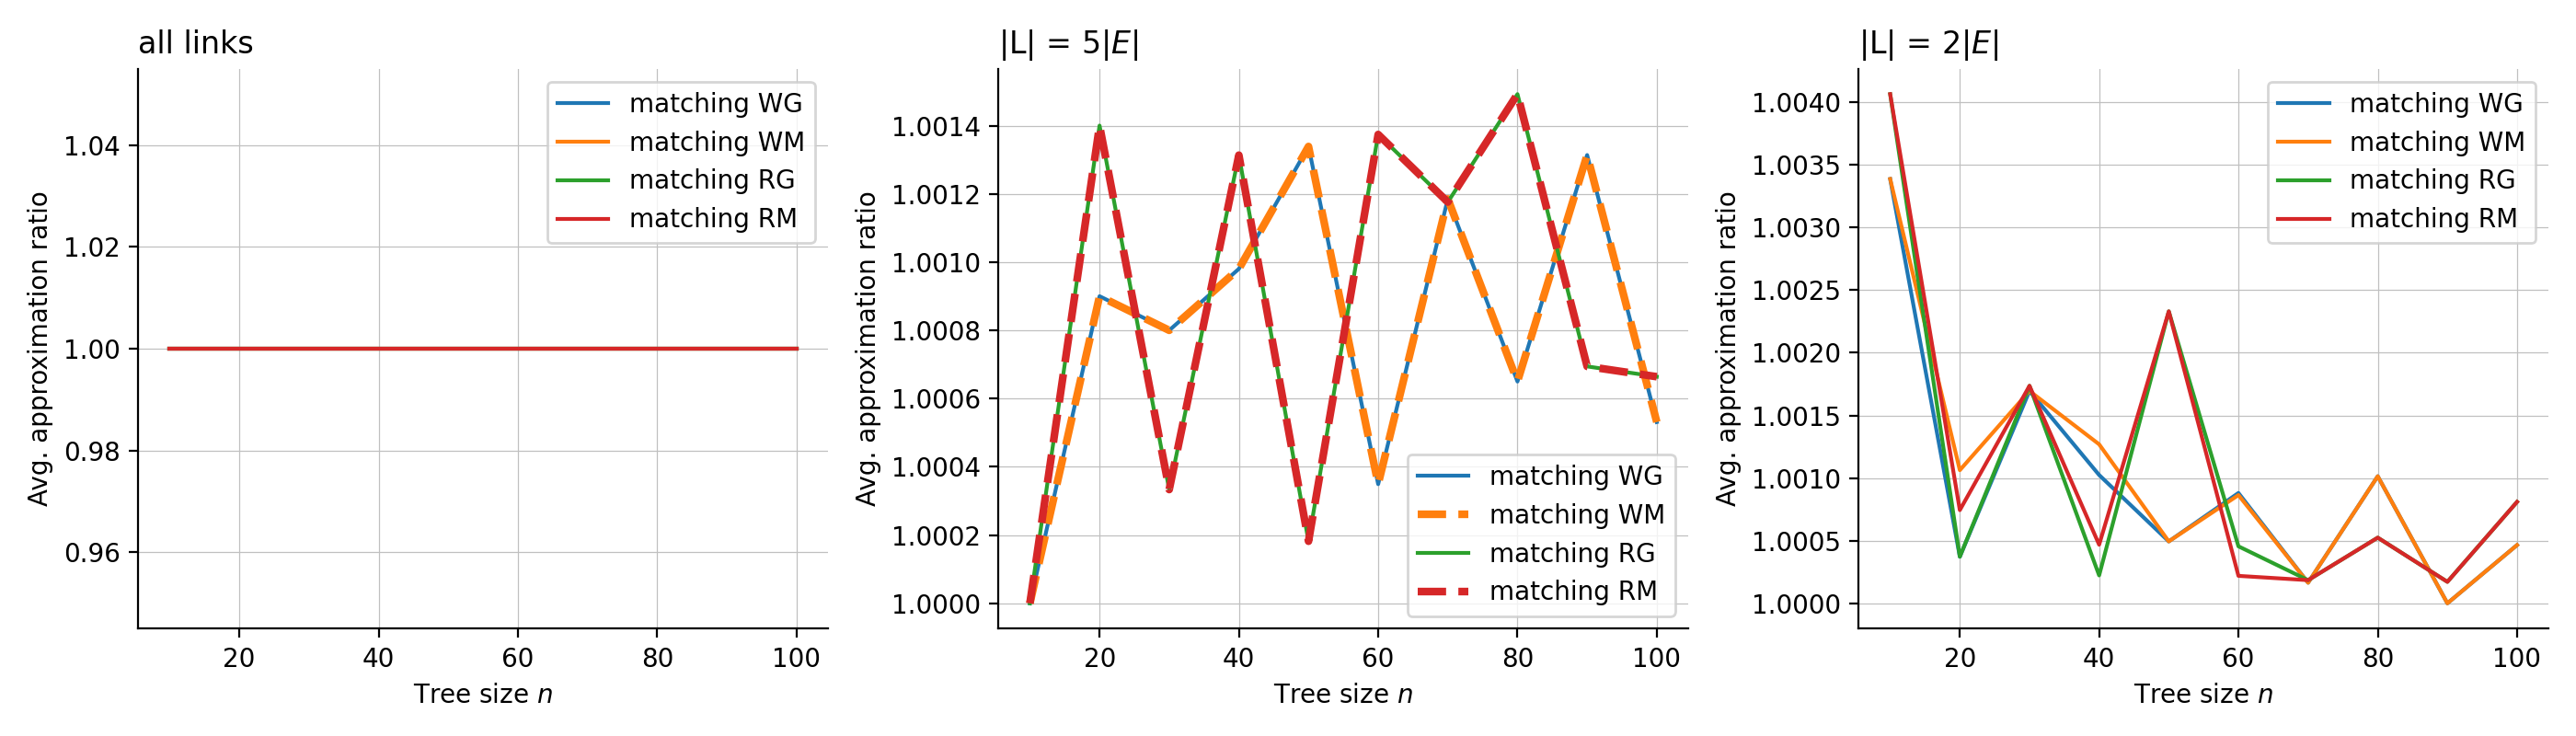 all links
Avg. approximation ratio
1.04
1.02
1.00
0.98
0.96
20 40 60 80 100
Tree size n
matching WG
matching WM
matching RG
matching RM
|L| = 5|E|
Avg. approximation ratio
1.0014
1.0012
1.0010
1.0008
1.0006
1.0004
1.0002
1.0000
20 40 60 80 100
Tree size n
matching WG
matching WM
matching RG
matching RM
|L| = 2|E|
Avg. approximation ratio
1.0040
1.0035
1.0030
1.0025
1.0020
1.0015
1.0010
1.0005
1.0000
20 40 60 80 100
Tree size n
matching WG
matching WM
matching RG
matching RM